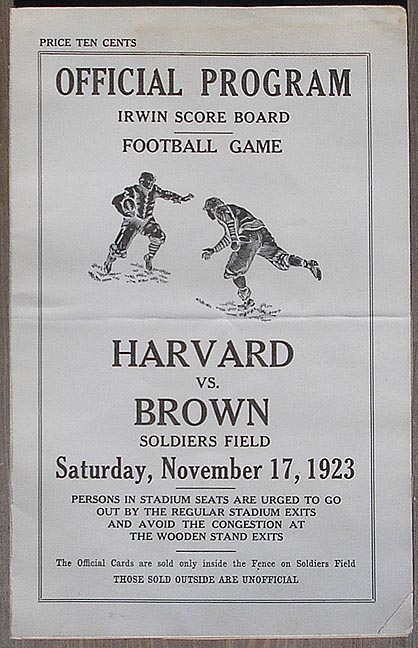 PRICE TEN CENTS
OFFICIAL PROGRAM
IRWIN SCORE BOARD
FOOTBALL GAME
HARVARD
VS.
BROWN
SOLDIERS FIELD
Saturday, November 17, 1923
PERSONS IN STADIUM SEATS ARE URGED TO GO
OUT BY THE REGULAR STADIUM EXITS
AND AVOID THE CONGESTION AT
THE WOODEN STAND EXITS
The Official Cards are sold only inside the Fence on Soldiers Field
THOSE SOLD OUTSIDE ARE UNOFFICIAL